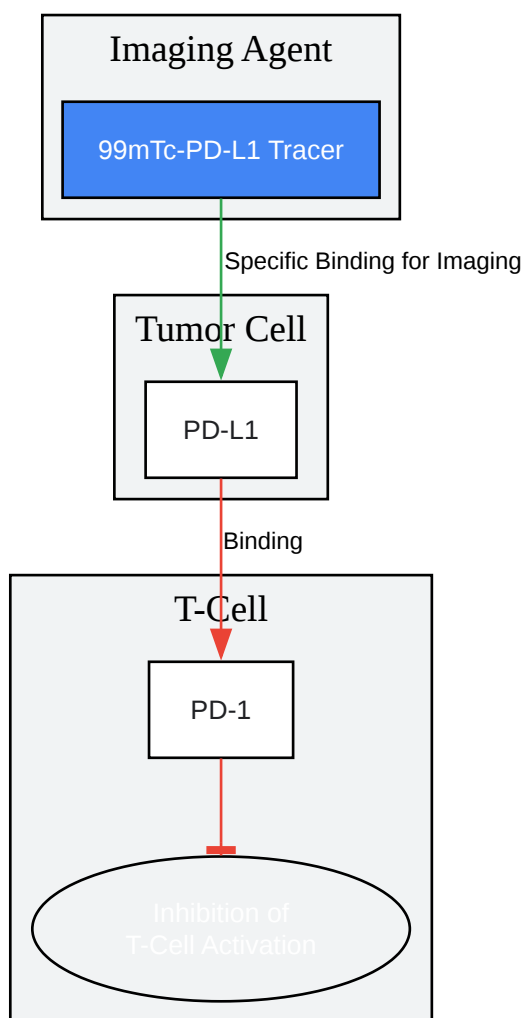 Imaging Agent
99mTc-PD-L1 Tracer
Specific Binding for Imaging
Tumor Cell
PD-L1
Binding
T-Cell
PD-1
Inhibition of
T-Cell Activation